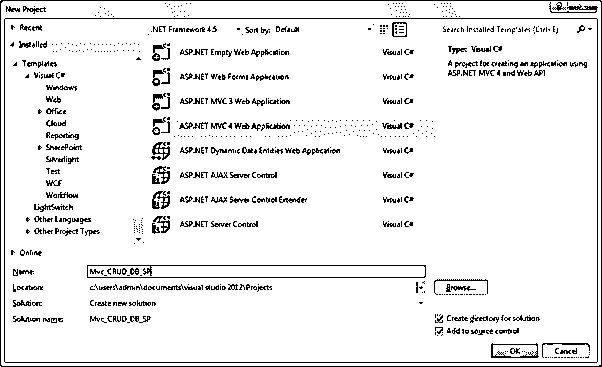 New Project
Recent
.NET Framework 4.5 Sort by: Default
Search Installed Templates (Ctrl E)
Installed
Templates
Visual C#
Windows
Web
Office
Cloud
Reporting
SharePoint
Silverlight
Test
WCF
Workflow
LightSwitch
Other Languages
Other Project Types
Online
ASP.NET Empty Web Application Visual C#
ASP.NET Web Forms Application Visual C#
ASP.NET MVC 3 Web Application Visual C#
ASP.NET MVC 4 Web Application Visual C#
ASP.NET Dynamic Data Entities Web Application Visual C#
ASP.NET AJAX Server Control Visual C#
ASP.NET AJAX Server Control Extender Visual C#
ASP.NET Server Control Visual C#
Type: Visual C#
A project for creating an application using
ASP.NET MVC 4 and Web API
Name: Mvc_CRUD_DB_SP
Location: c:\users\admin\documents\visual studio 2012\Projects
Browse...
Solution: Create new solution
Solution name: Mvc_CRUD_DB_SP
Create directory for solution
Add to source control
OK Cancel